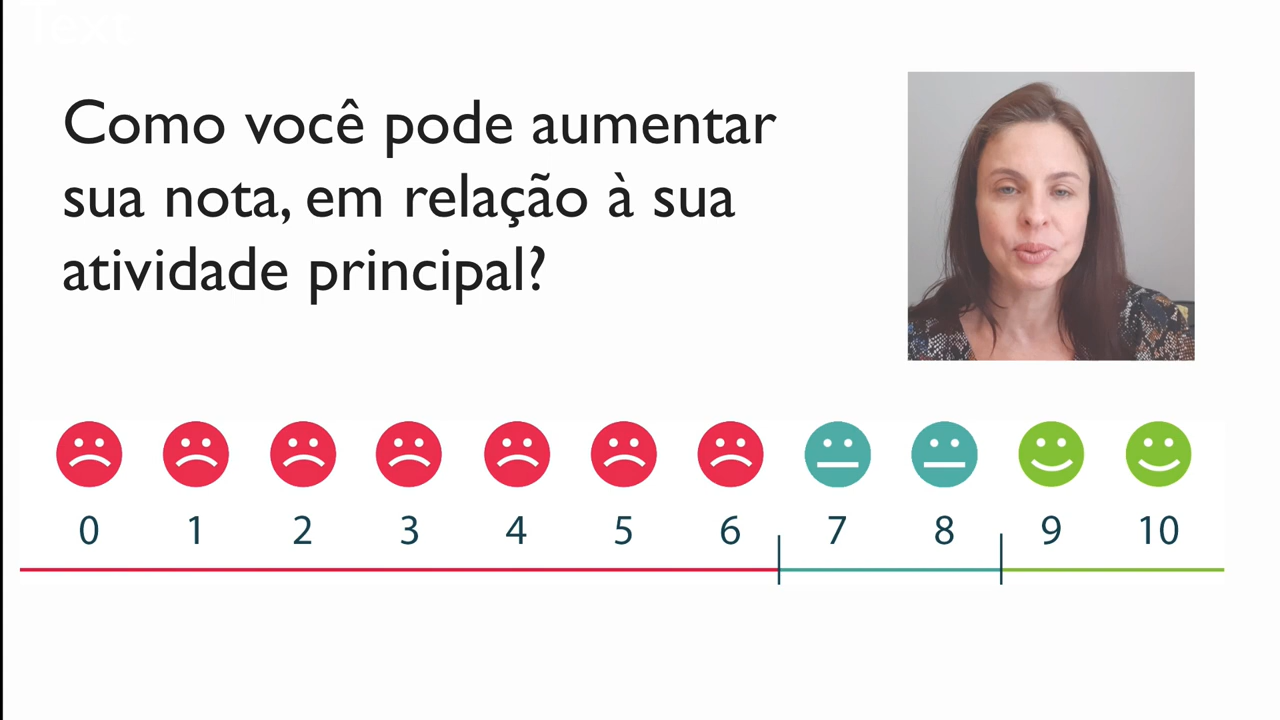 Text
Como você pode aumentar
sua nota, em relação à sua
atividade principal?
0 1 2 3 4 5 6 7 8 9 10